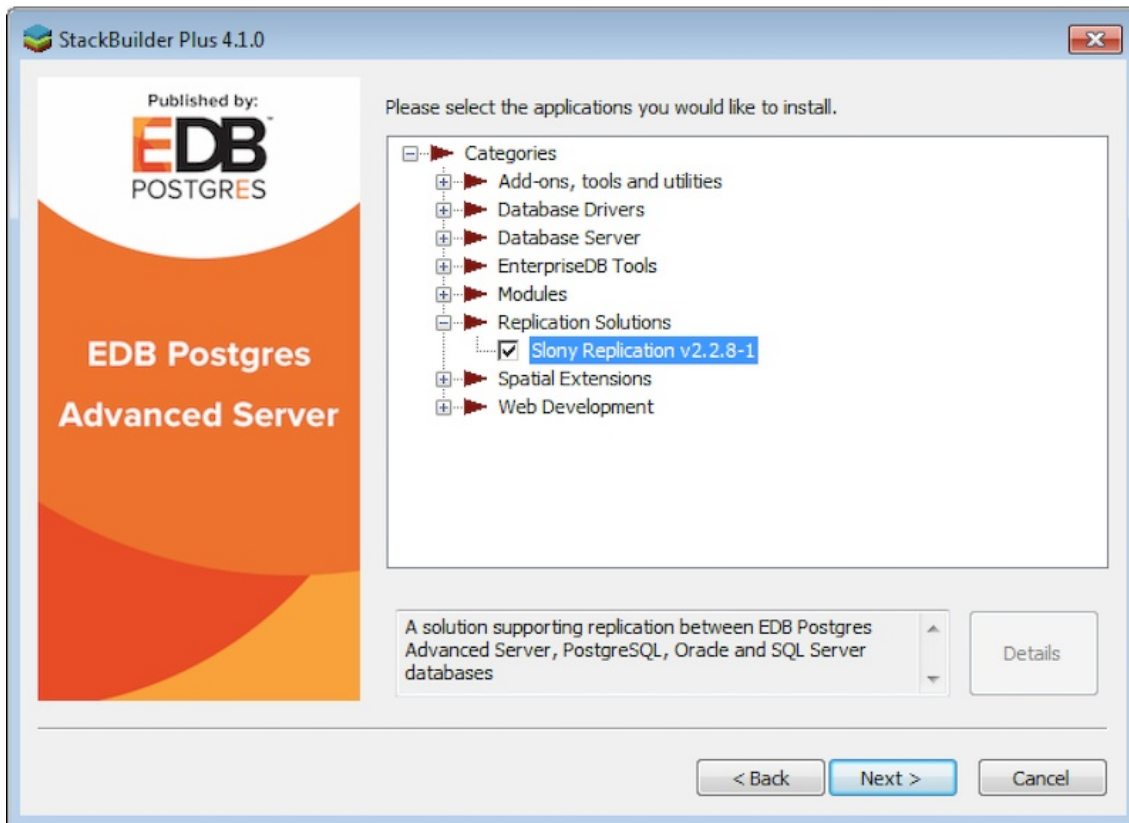 StackBuilder Plus 4.1.0
Published by:
EDB™
POSTGRES
EDB Postgres
Advanced Server
Please select the applications you would like to install.
Categories
Add-ons, tools and utilities
Database Drivers
Database Server
EnterpriseDB Tools
Modules
Replication Solutions
Slony Replication v2.2.8-1
Spatial Extensions
Web Development
A solution supporting replication between EDB Postgres
Advanced Server, PostgreSQL, Oracle and SQL Server
databases
Details
< Back
Next >
Cancel